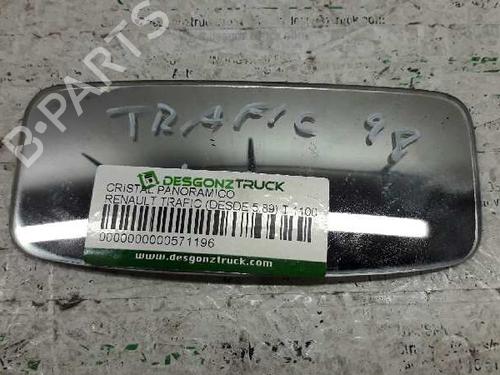 B-PARTS
TRAFIC 98
DESGONZTRUCK
CRISTAL PANORAMICO
RENAULT TRAFIC (DESDE 5.89) T 1100
0000000000571196
www.desgonztruck.com